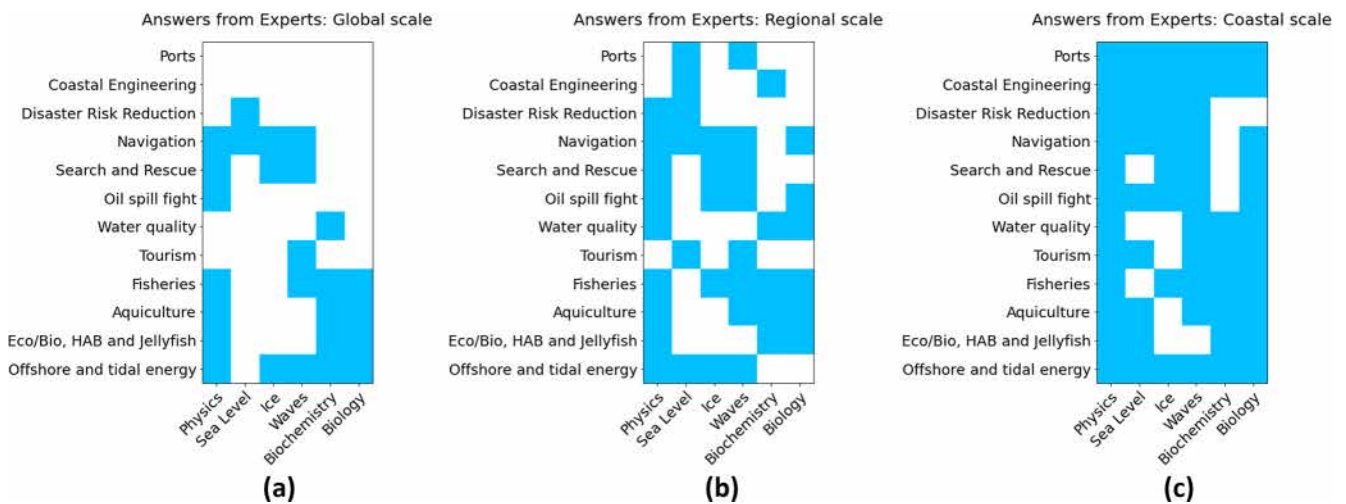 Answers from Experts: Global scale
Ports
Coastal Engineering
Disaster Risk Reduction
Navigation
Search and Rescue
Oil spill fight
Water quality
Tourism
Fisheries
Aquiculture
Eco/Bio, HAB and Jellyfish
Offshore and tidal energy
Physics
Sea Level
Ice
Waves
Biochemistry
Biology
(a)
Answers from Experts: Regional scale
Ports
Coastal Engineering
Disaster Risk Reduction
Navigation
Search and Rescue
Oil spill fight
Water quality
Tourism
Fisheries
Aquiculture
Eco/Bio, HAB and Jellyfish
Offshore and tidal energy
Physics
Sea Level
Ice
Waves
Biochemistry
Biology
(b)
Answers from Experts: Coastal scale
Ports
Coastal Engineering
Disaster Risk Reduction
Navigation
Search and Rescue
Oil spill fight
Water quality
Tourism
Fisheries
Aquiculture
Eco/Bio, HAB and Jellyfish
Offshore and tidal energy
Physics
Sea Level
Ice
Waves
Biochemistry
Biology
(c)